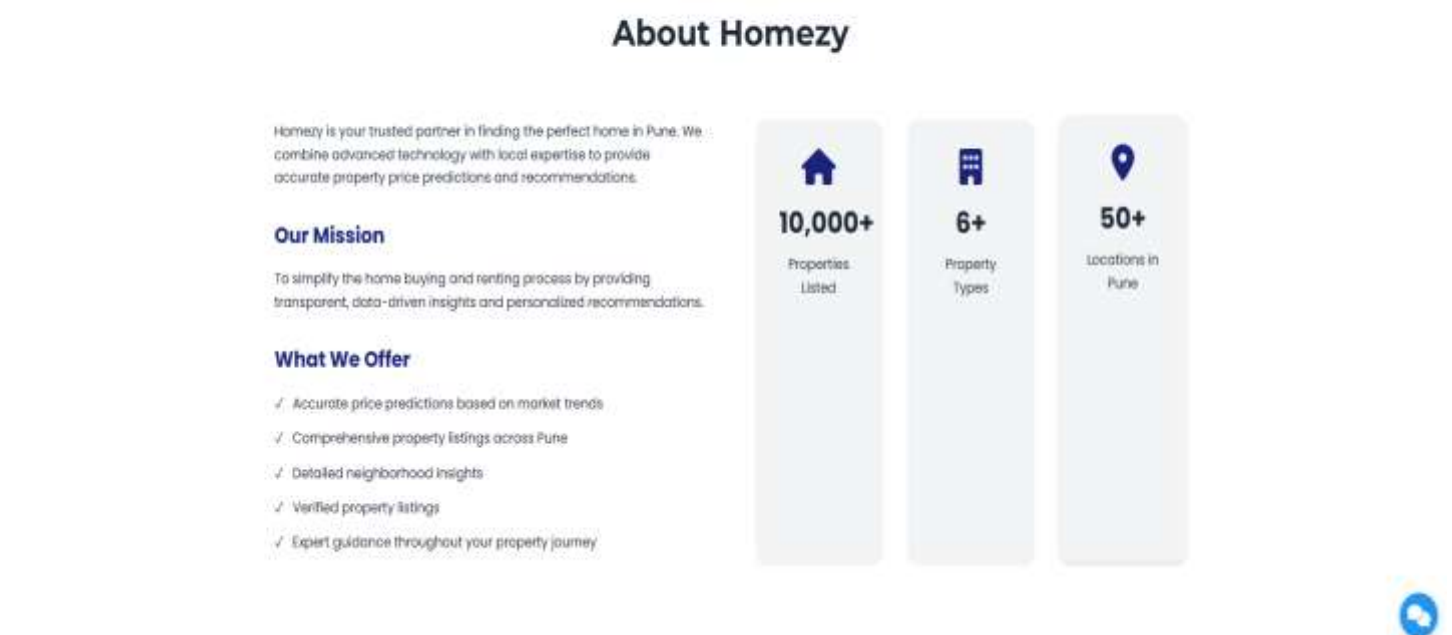 About Homezy
Homezy is your trusted partner in finding the perfect home in Pune. We
combine advanced technology with local expertise to provide
accurate property price predictions and recommendations.
Our Mission
To simplify the home buying and renting process by providing
transparent, data-driven insights and personalized recommendations.
What We Offer
✓ Accurate price predictions based on market trends
✓ Comprehensive property listings across Pune
✓ Detailed neighborhood insights
✓ Verified property listings
✓ Expert guidance throughout your property journey
10,000+
Properties
Listed
6+
Property
Types
50+
Locations in
Pune